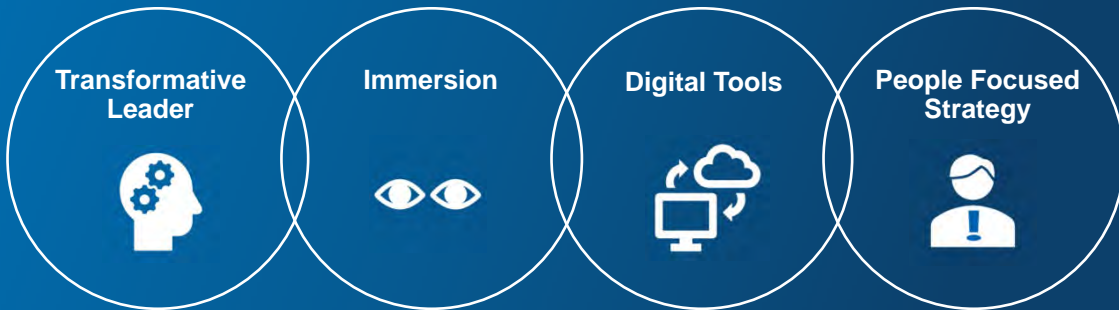 Transformative
Leader
Immersion
Digital Tools
People Focused
Strategy